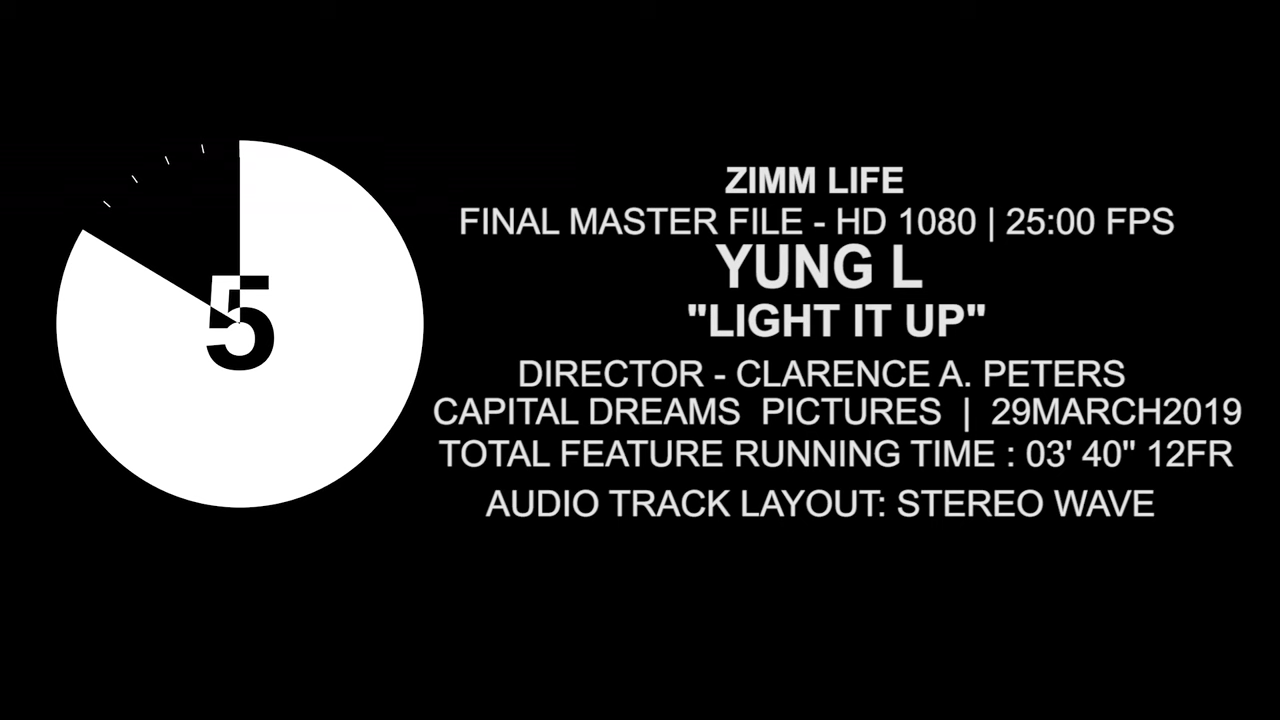 5
ZIMM LIFE
FINAL MASTER FILE - HD 1080 | 25:00 FPS
YUNG L
"LIGHT IT UP"
DIRECTOR - CLARENCE A. PETERS
CAPITAL DREAMS  PICTURES  |  29MARCH2019
TOTAL FEATURE RUNNING TIME : 03' 40" 12FR
AUDIO TRACK LAYOUT: STEREO WAVE